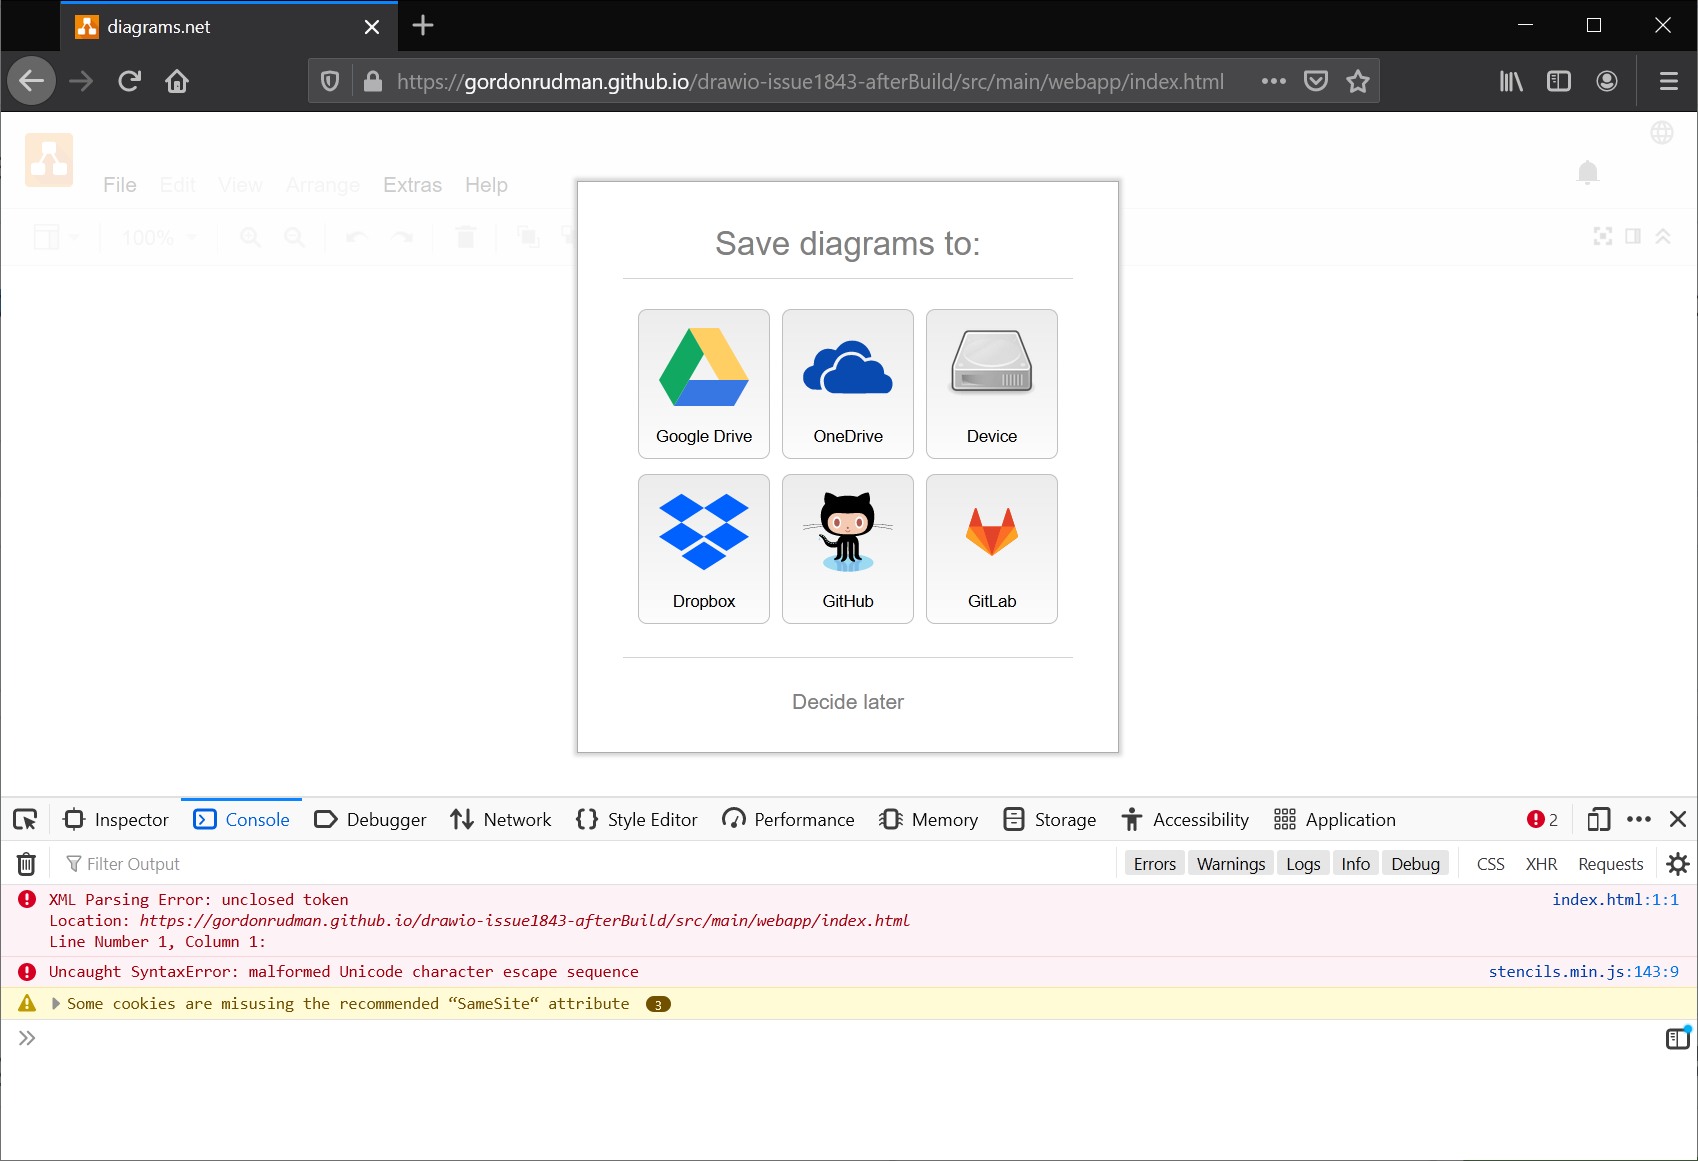 diagrams.net
https://gordonrudman.github.io/drawio-issue1843-afterBuild/src/main/webapp/index.html
File Edit View Arrange Extras Help
100%
Save diagrams to:
Google Drive OneDrive Device
Dropbox GitHub GitLab
Decide later
Inspector Console Debugger Network Style Editor Performance Memory Storage Accessibility Application 2
Filter Output Errors Warnings Logs Info Debug CSS XHR Requests
XML Parsing Error: unclosed token index.html:1:1
Location: https://gordonrudman.github.io/drawio-issue1843-afterBuild/src/main/webapp/index.html
Line Number 1, Column 1:
Uncaught SyntaxError: malformed Unicode character escape sequence stencils.min.js:143:9
Some cookies are misusing the recommended “SameSite“ attribute 3